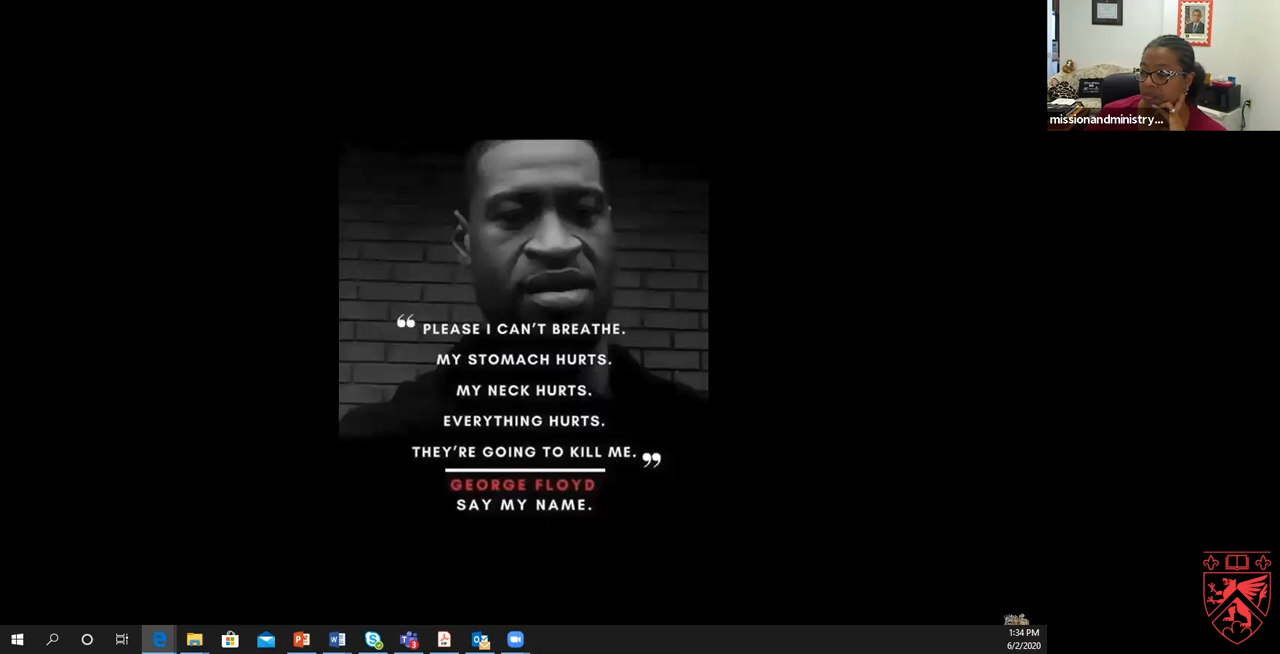 missionandministry...
“ PLEASE I CAN’T BREATHE.
MY STOMACH HURTS.
MY NECK HURTS.
EVERYTHING HURTS.
THEY’RE GOING TO KILL ME. ”
GEORGE FLOYD
SAY MY NAME.
1:34 PM
6/2/2020